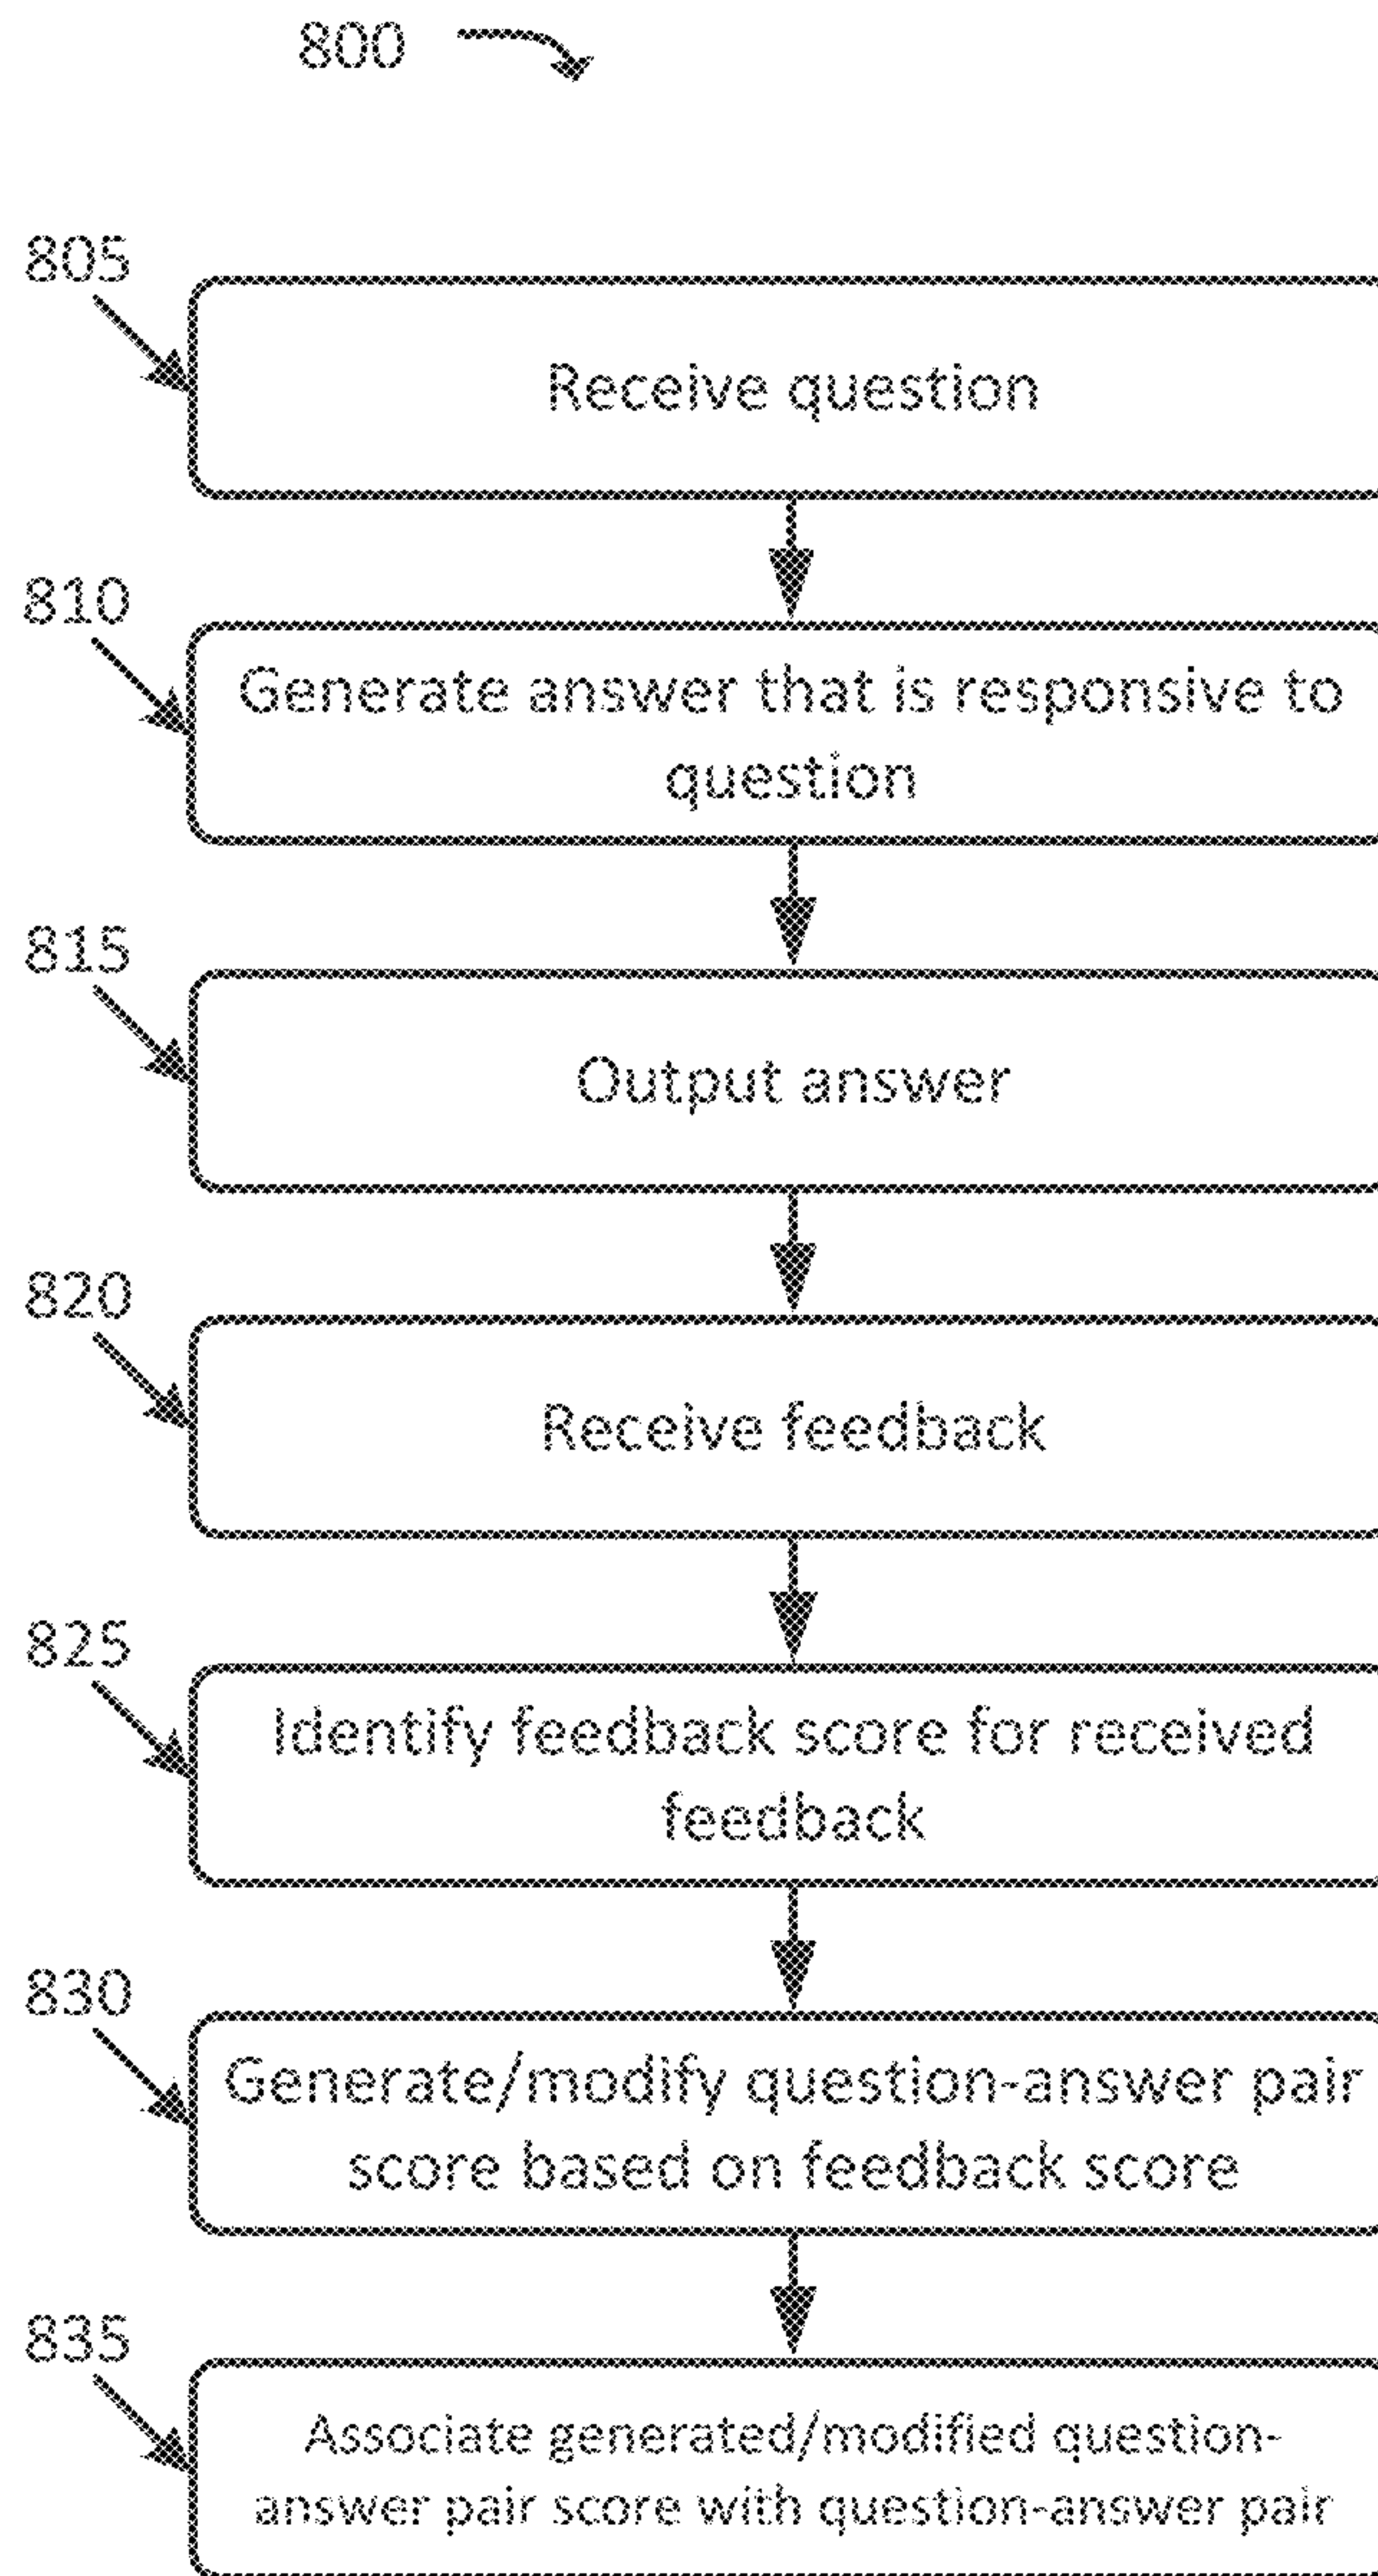 800
805
Receive question
810
Generate answer that is responsive to
question
815
Output answer
820
Receive feedback
825
Identify feedback score for received
feedback
830
Generate/modify question-answer pair
score based on feedback score
835
Associate generated/modified question-
answer pair score with question-answer pair